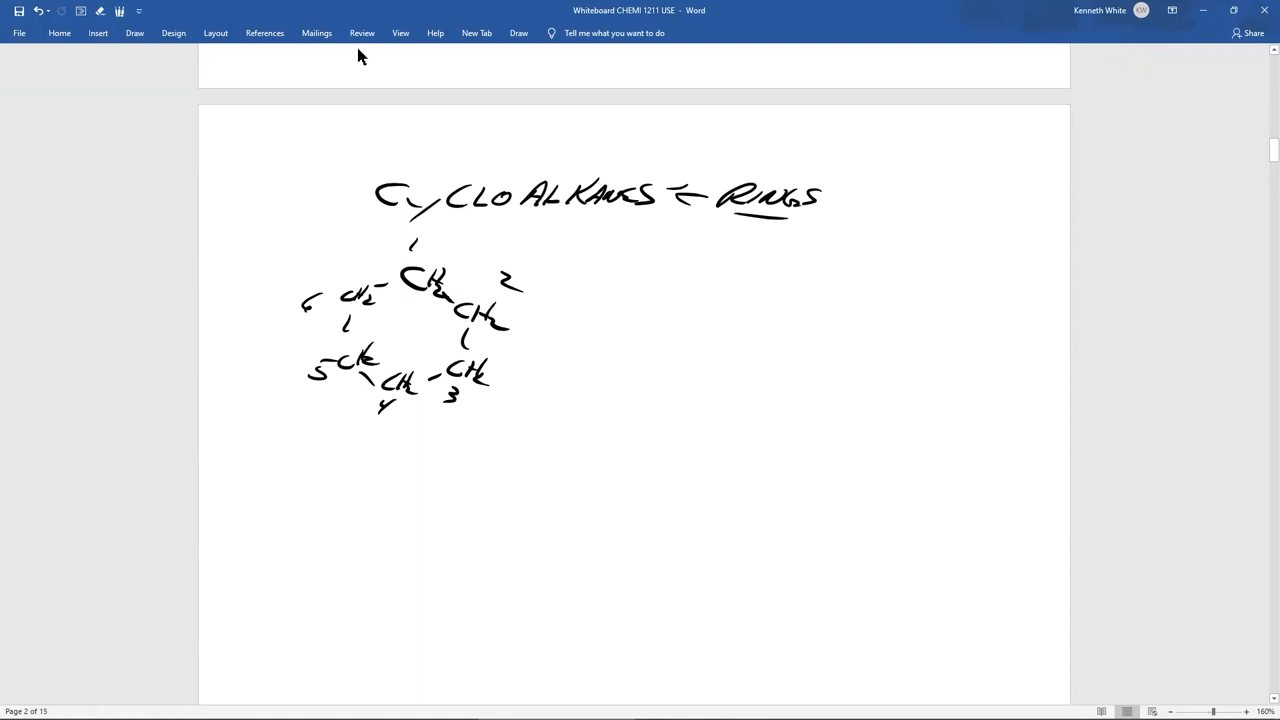 Whiteboard CHEMI 1211 USE - Word
Kenneth White KW
File Home Insert Draw Design Layout References Mailings Review View Help New Tab Draw Tell me what you want to do Share
CYCLOALKANES ← RINGS
1
CH2 2
6 CH2 CH2
5 CH2 CH2
CH2 3
4
Page 2 of 15
160%